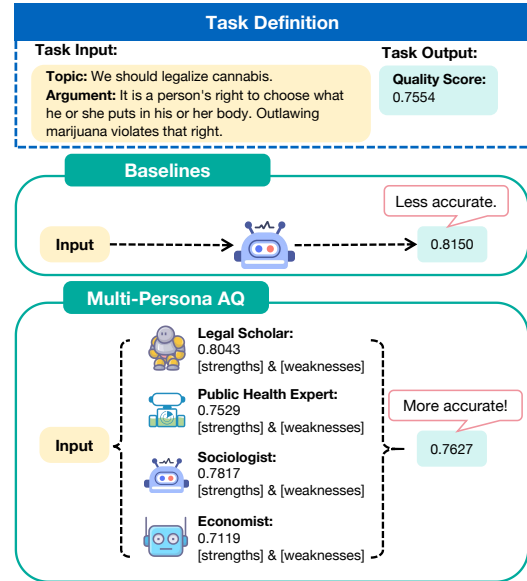 Task Definition
Task Input:
Topic: We should legalize cannabis.
Argument: It is a person's right to choose what
he or she puts in his or her body. Outlawing
marijuana violates that right.
Task Output:
Quality Score:
0.7554
Baselines
Input
Less accurate.
0.8150
Multi-Persona AQ
Input
Legal Scholar:
0.8043
[strengths] & [weaknesses]
Public Health Expert:
0.7529
[strengths] & [weaknesses]
Sociologist:
0.7817
[strengths] & [weaknesses]
Economist:
0.7119
[strengths] & [weaknesses]
More accurate!
0.7627